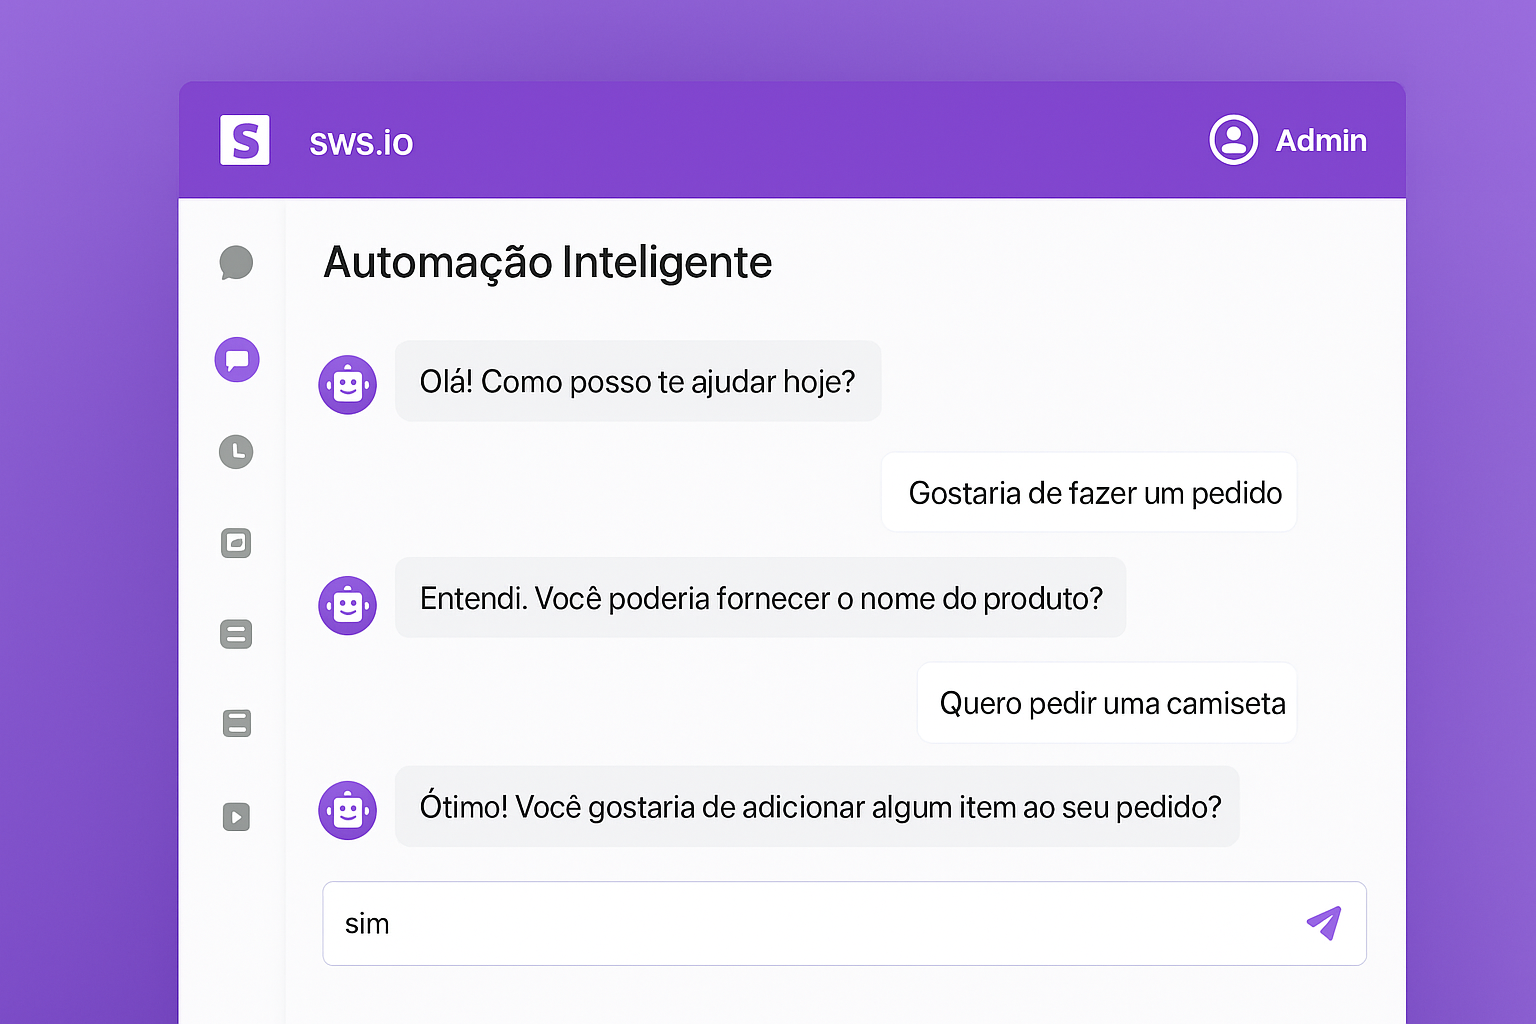 S
sws.io
Admin
Automação Inteligente
Olá! Como posso te ajudar hoje?
Gostaria de fazer um pedido
Entendi. Você poderia fornecer o nome do produto?
Quero pedir uma camiseta
Ótimo! Você gostaria de adicionar algum item ao seu pedido?
sim